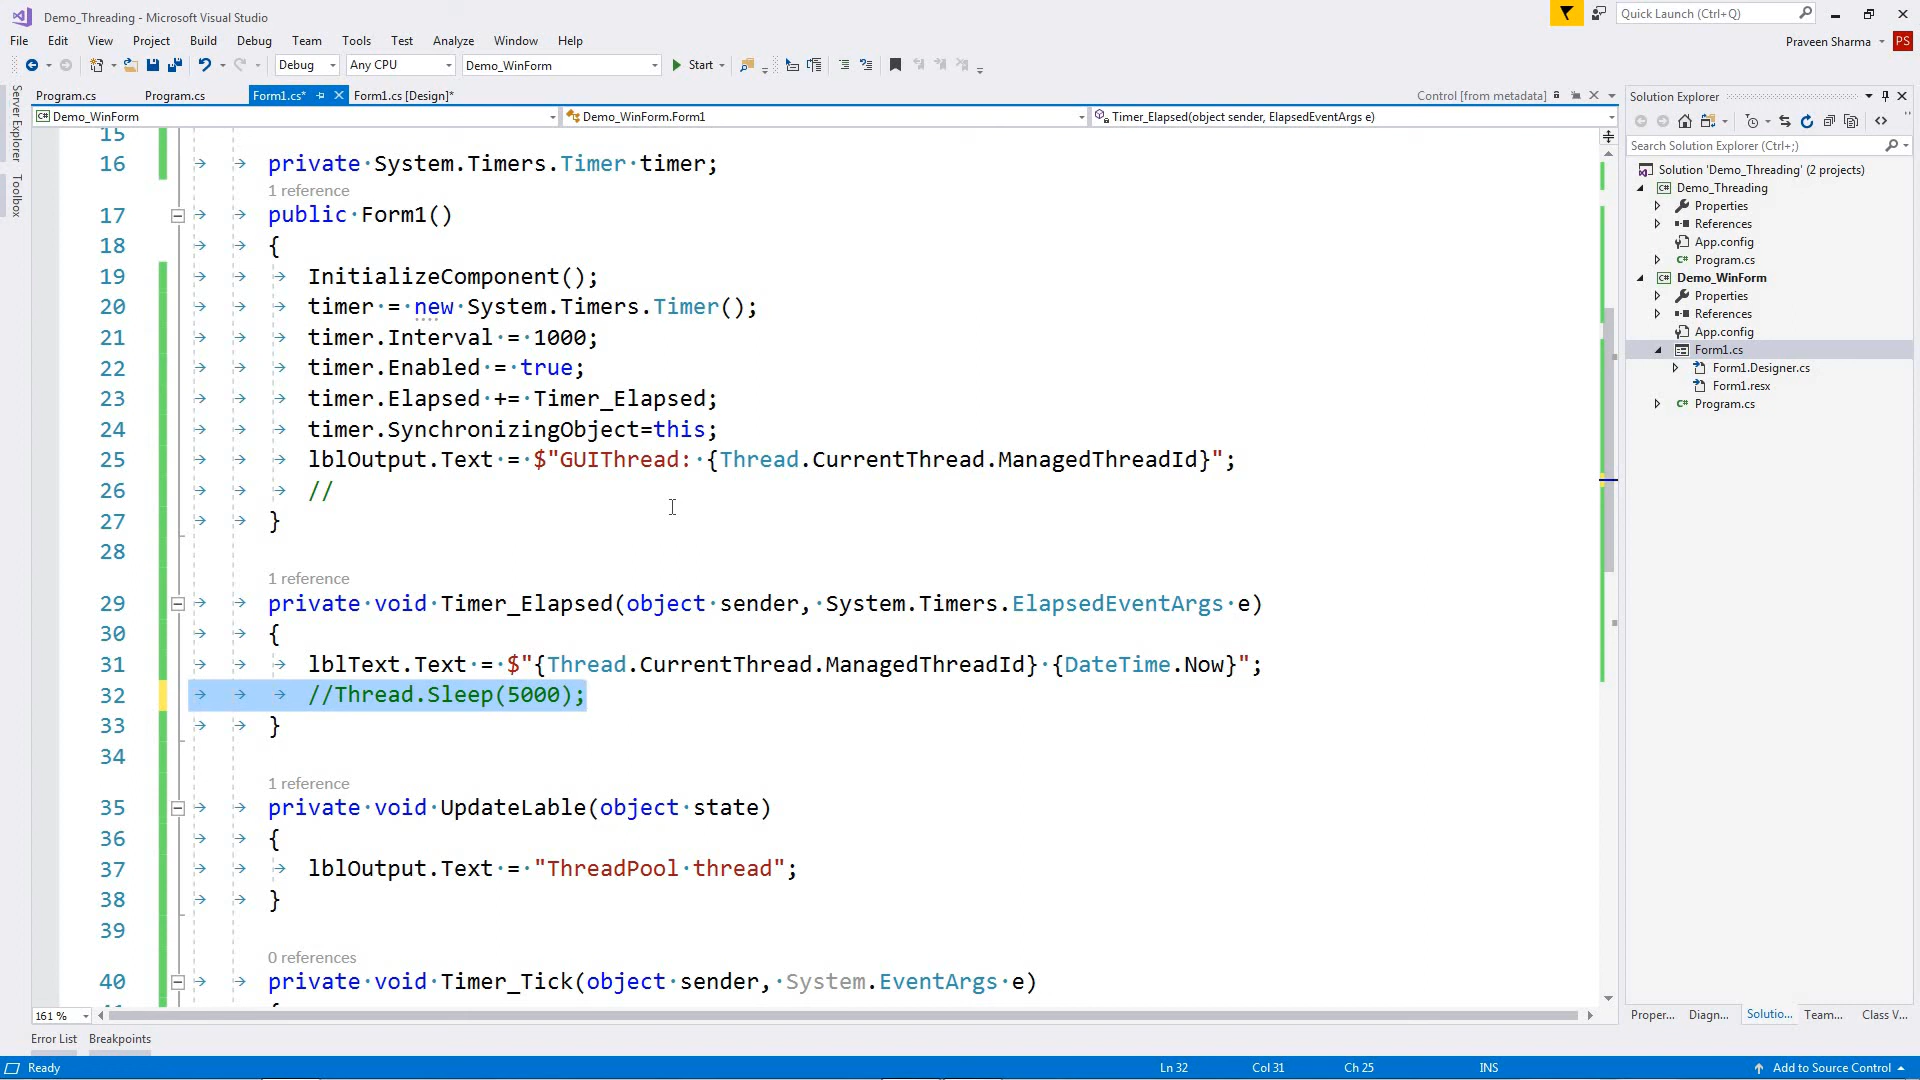 Demo_Threading - Microsoft Visual Studio
Quick Launch (Ctrl+Q)
File Edit View Project Build Debug Team Tools Test Analyze Window Help
Praveen Sharma PS
Debug Any CPU Demo_WinForm Start
Program.cs Program.cs Form1.cs* Form1.cs [Design]* Control [from metadata]
Demo_WinForm Demo_WinForm.Form1 Timer_Elapsed(object sender, ElapsedEventArgs e)
Server Explorer
Toolbox
15
16 private System.Timers.Timer timer;
1 reference
17 public Form1()
18 {
19 InitializeComponent();
20 timer = new System.Timers.Timer();
21 timer.Interval = 1000;
22 timer.Enabled = true;
23 timer.Elapsed += Timer_Elapsed;
24 timer.SynchronizingObject=this;
25 lblOutput.Text = $"GUIThread: {Thread.CurrentThread.ManagedThreadId}";
26 //
27 }
28
1 reference
29 private void Timer_Elapsed(object sender, System.Timers.ElapsedEventArgs e)
30 {
31 lblText.Text = $"{Thread.CurrentThread.ManagedThreadId} {DateTime.Now}";
32 //Thread.Sleep(5000);
33 }
34
1 reference
35 private void UpdateLable(object state)
36 {
37 lblOutput.Text = "ThreadPool thread";
38 }
39
0 references
40 private void Timer_Tick(object sender, System.EventArgs e)
161 %
Solution Explorer
Search Solution Explorer (Ctrl+;)
Solution 'Demo_Threading' (2 projects)
Demo_Threading
Properties
References
App.config
Program.cs
Demo_WinForm
Properties
References
App.config
Form1.cs
Form1.Designer.cs
Form1.resx
Program.cs
Proper... Diagn... Solutio... Team... Class V...
Error List Breakpoints
Ready Ln 32 Col 31 Ch 25 INS Add to Source Control